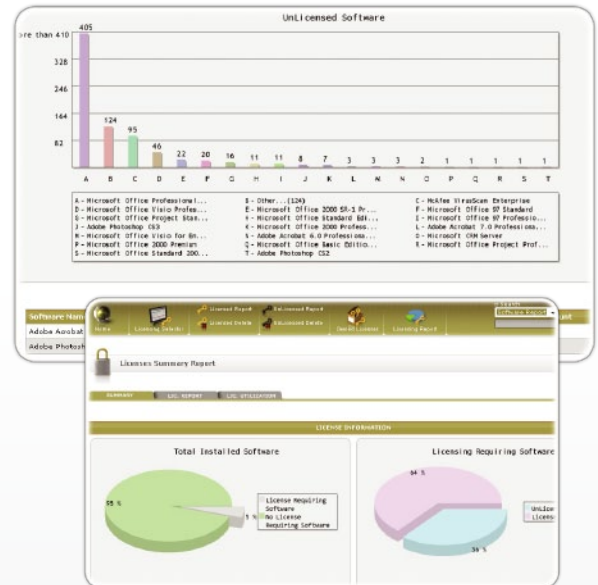 UnLicensed Software
re than 410
405
328
246
164
82
124
95
46
22
20
16
11
11
8
7
3
3
3
2
1
1
1
1
1
A B C D E F G H I J K L M N O P Q R S T
A - Microsoft Office Professional...
B - Other...(124)
C - McAfee VirusScan Enterprise
D - Microsoft Office Visio Profes...
E - Microsoft Office 2000 SR-1 Pr...
F - Microsoft Office 97 Standard
G - Microsoft Office Project Stan...
H - Microsoft Office Standard Edi...
I - Microsoft Office 97 Professio...
J - Adobe Photoshop CS3
K - Microsoft Office 2000 Profess...
L - Adobe Acrobat 7.0 Professiona...
M - Microsoft Office Visio for En...
N - Adobe Acrobat 6.0 Professiona...
O - Microsoft CRM Server
P - Microsoft Office 2000 Premium
Q - Microsoft Office Basic Editio...
R - Microsoft Office Project Prof...
S - Microsoft Office Standard 200...
T - Adobe Photoshop CS2
Software Nam
unt
Adobe Acrobat
Adobe Photosh
Home
Licensed Report
UnLicensed Report
Licensed Delete
UnLicensed Delete
Licensing Report
Software Report
Licenses Summary Report
SUMMARY
LIC. REPORT
LIC. UTILISATION
LICENSE INFORMATION
Total Installed Software
95 %
5 %
License Requiring
Software
No License
Requiring Software
Licensing Requiring Software
64 %
36 %
UnLice
License